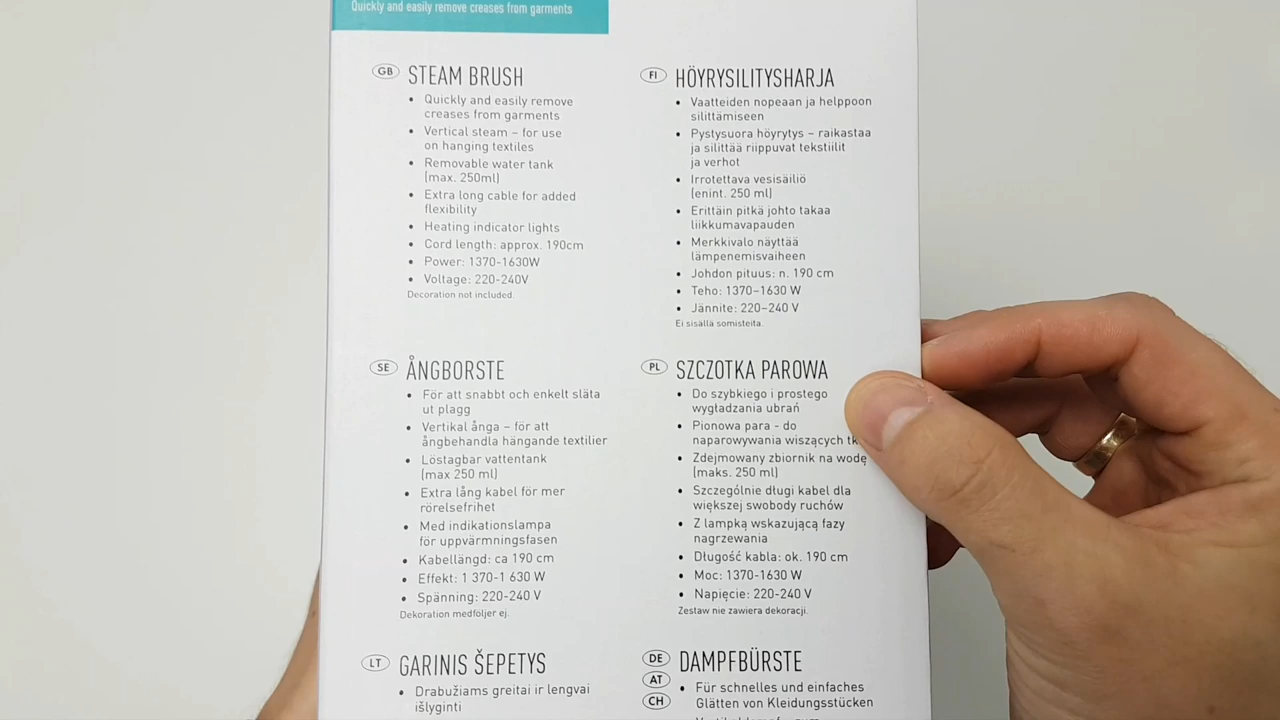 Quickly and easily remove creases from garments
GB STEAM BRUSH
• Quickly and easily remove
creases from garments
• Vertical steam – for use
on hanging textiles
• Removable water tank
(max. 250ml)
• Extra long cable for added
flexibility
• Heating indicator lights
• Cord length: approx. 190cm
• Power: 1370-1630W
• Voltage: 220-240V
Decoration not included.
FI HÖYRYSILITYSHARJA
• Vaatteiden nopeaan ja helppoon
silittämiseen
• Pystysuora höyrytys – raikastaa
ja silittää riippuvat tekstiilit
ja verhot
• Irrotettava vesisäiliö
(enint. 250 ml)
• Erittäin pitkä johto takaa
liikkumavapauden
• Merkkivalo näyttää
lämpenemisvaiheen
• Johdon pituus: n. 190 cm
• Teho: 1370–1630 W
• Jännite: 220–240 V
Ei sisällä somisteita.
SE ÅNGBORSTE
• För att snabbt och enkelt släta
ut plagg
• Vertikal ånga – för att
ångbehandla hängande textilier
• Löstagbar vattentank
(max 250 ml)
• Extra lång kabel för mer
rörelsefrihet
• Med indikationslampa
för uppvärmningsfasen
• Kabellängd: ca 190 cm
• Effekt: 1 370-1 630 W
• Spänning: 220-240 V
Dekoration medföljer ej.
PL SZCZOTKA PAROWA
• Do szybkiego i prostego
wygładzania ubrań
• Pionowa para - do
naparowywania wiszących
• Zdejmowany zbiornik na wodę
(maks. 250 ml)
• Szczególnie długi kabel dla
większej swobody ruchów
• Z lampką wskazującą fazy
nagrzewania
• Długość kabla: ok. 190 cm
• Moc: 1370-1630 W
• Napięcie: 220-240 V
Zestaw nie zawiera dekoracji.
LT GARINIS ŠEPETYS
• Drabužiams greitai ir lengvai
išlyginti
DE AT CH DAMPFBÜRSTE
• Für schnelles und einfaches
Glätten von Kleidungsstücken